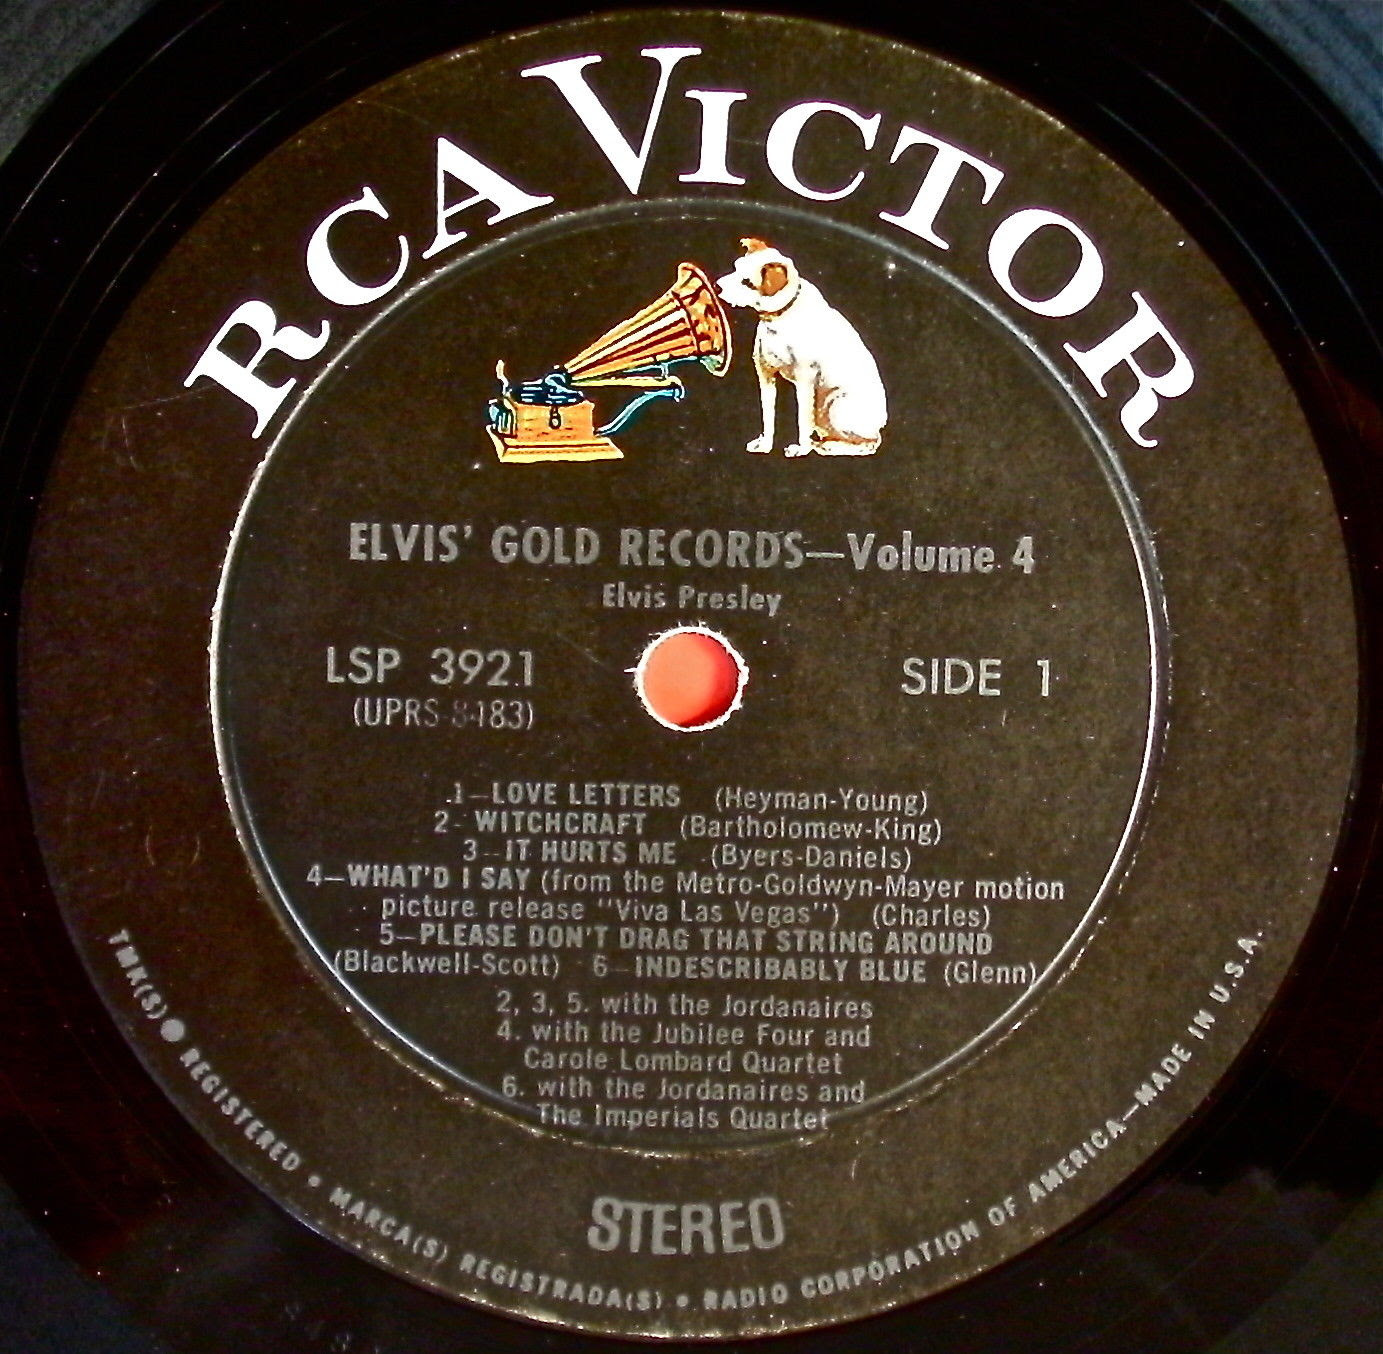 RCA VICTOR
ELVIS' GOLD RECORDS—Volume 4
Elvis Presley
LSP 3921
SIDE 1
(UPRS-8483)
1—LOVE LETTERS (Heyman-Young)
2—WITCHCRAFT (Bartholomew-King)
3—IT HURTS ME (Byers-Daniels)
4—WHAT'D I SAY (from the Metro-Goldwyn-Mayer motion
picture release "Viva Las Vegas") (Charles)
5—PLEASE DON'T DRAG THAT STRING AROUND
(Blackwell-Scott) 6—INDESCRIBABLY BLUE (Glenn)
2, 3, 5. with the Jordanaires
4. with the Jubilee Four and
Carole Lombard Quartet
6. with the Jordanaires and
The Imperials Quartet
STEREO
TMK(S) ● REGISTERED • MARCA(S) REGISTRADA(S) • RADIO CORPORATION OF AMERICA—MADE IN U.S.A.